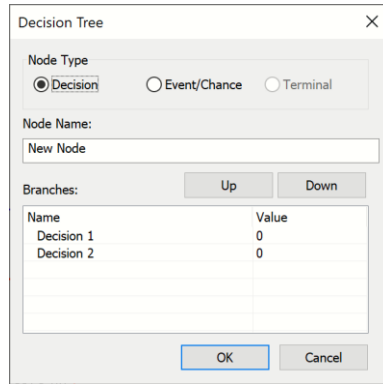 Decision Tree
Node Type
Decision Event/Chance Terminal
Node Name:
New Node
Branches: Up Down
Name Value
Decision 1 0
Decision 2 0
OK Cancel